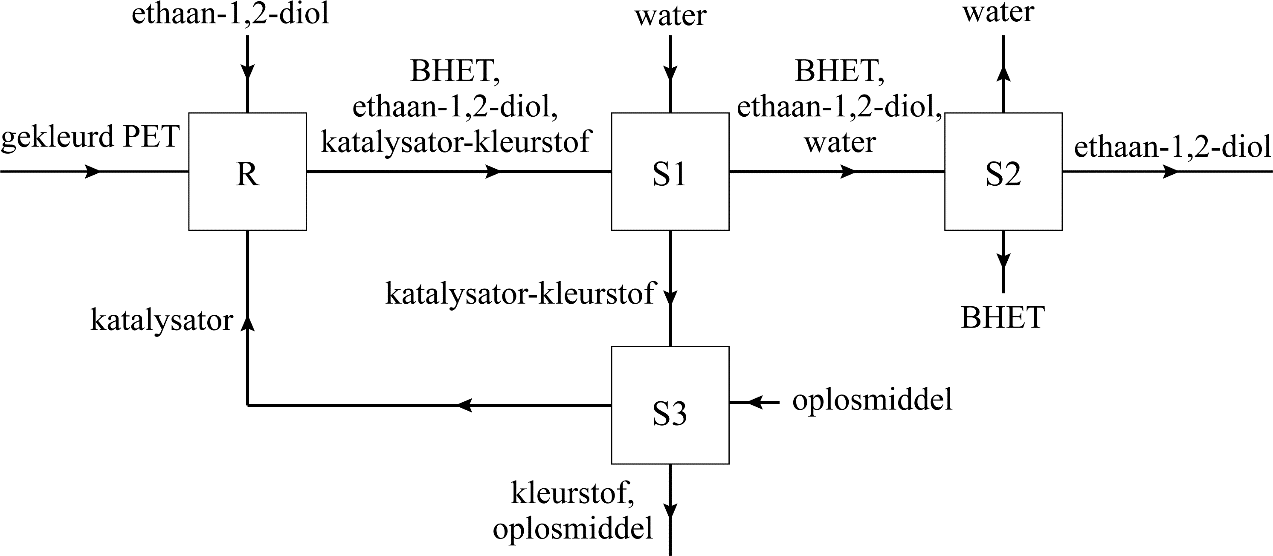 ethaan-1,2-diol
water
water
gekleurd PET
BHET,
ethaan-1,2-diol,
katalysator-kleurstof
BHET,
ethaan-1,2-diol,
water
ethaan-1,2-diol
R
S1
S2
katalysator-kleurstof
BHET
katalysator
S3
oplosmiddel
kleurstof,
oplosmiddel